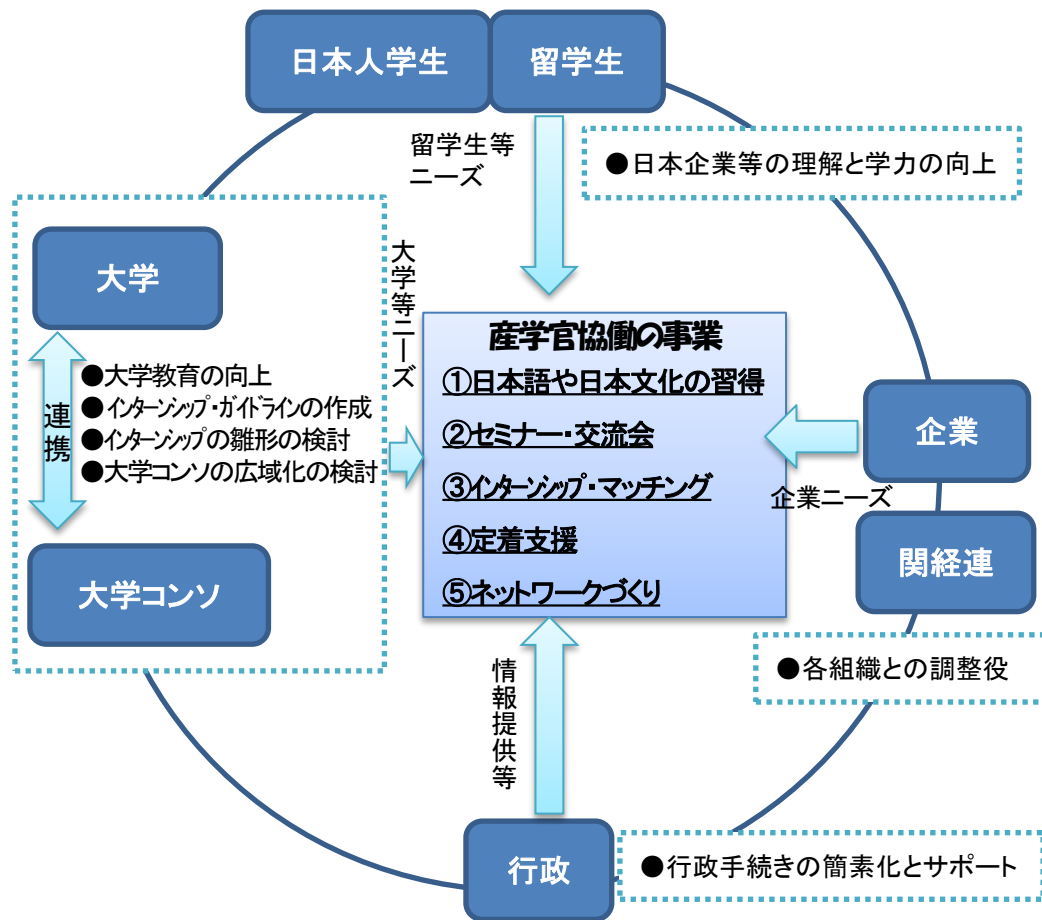 日本人学生
留学生
留学生等
ニーズ
●日本企業等の理解と学力の向上
大学
大学等ニーズ
連携
●大学教育の向上
●インターンシップ・ガイドラインの作成
●インターンシップの雛形の検討
●大学コンソの広域化の検討
大学コンソ
産学官協働の事業
①日本語や日本文化の習得
②セミナー・交流会
③インターンシップ・マッチング
④定着支援
⑤ネットワークづくり
企業
企業ニーズ
関経連
●各組織との調整役
情報提供等
行政
●行政手続きの簡素化とサポート